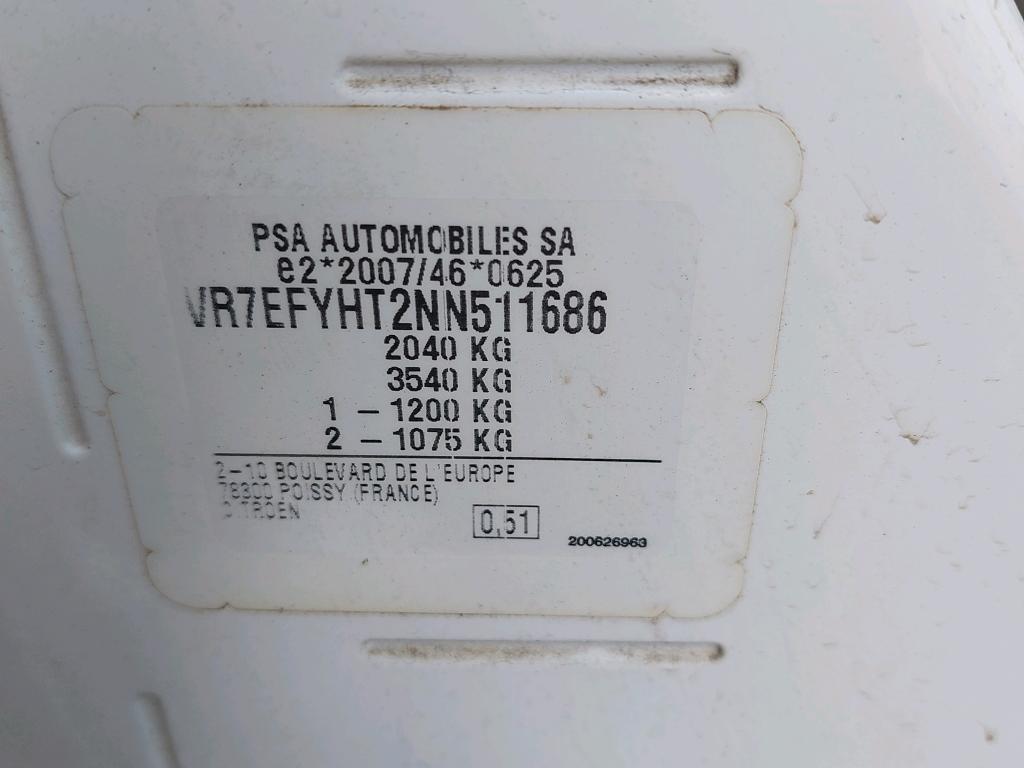 PSA AUTOMOBILES SA
e2*2007/46*0625
VR7EFYHT2NN511686
2040 KG
3540 KG
1 - 1200 KG
2 - 1075 KG
2-10 BOULEVARD DE L'EUROPE
78300 POISSY (FRANCE)
CITROEN
0,51
200626963